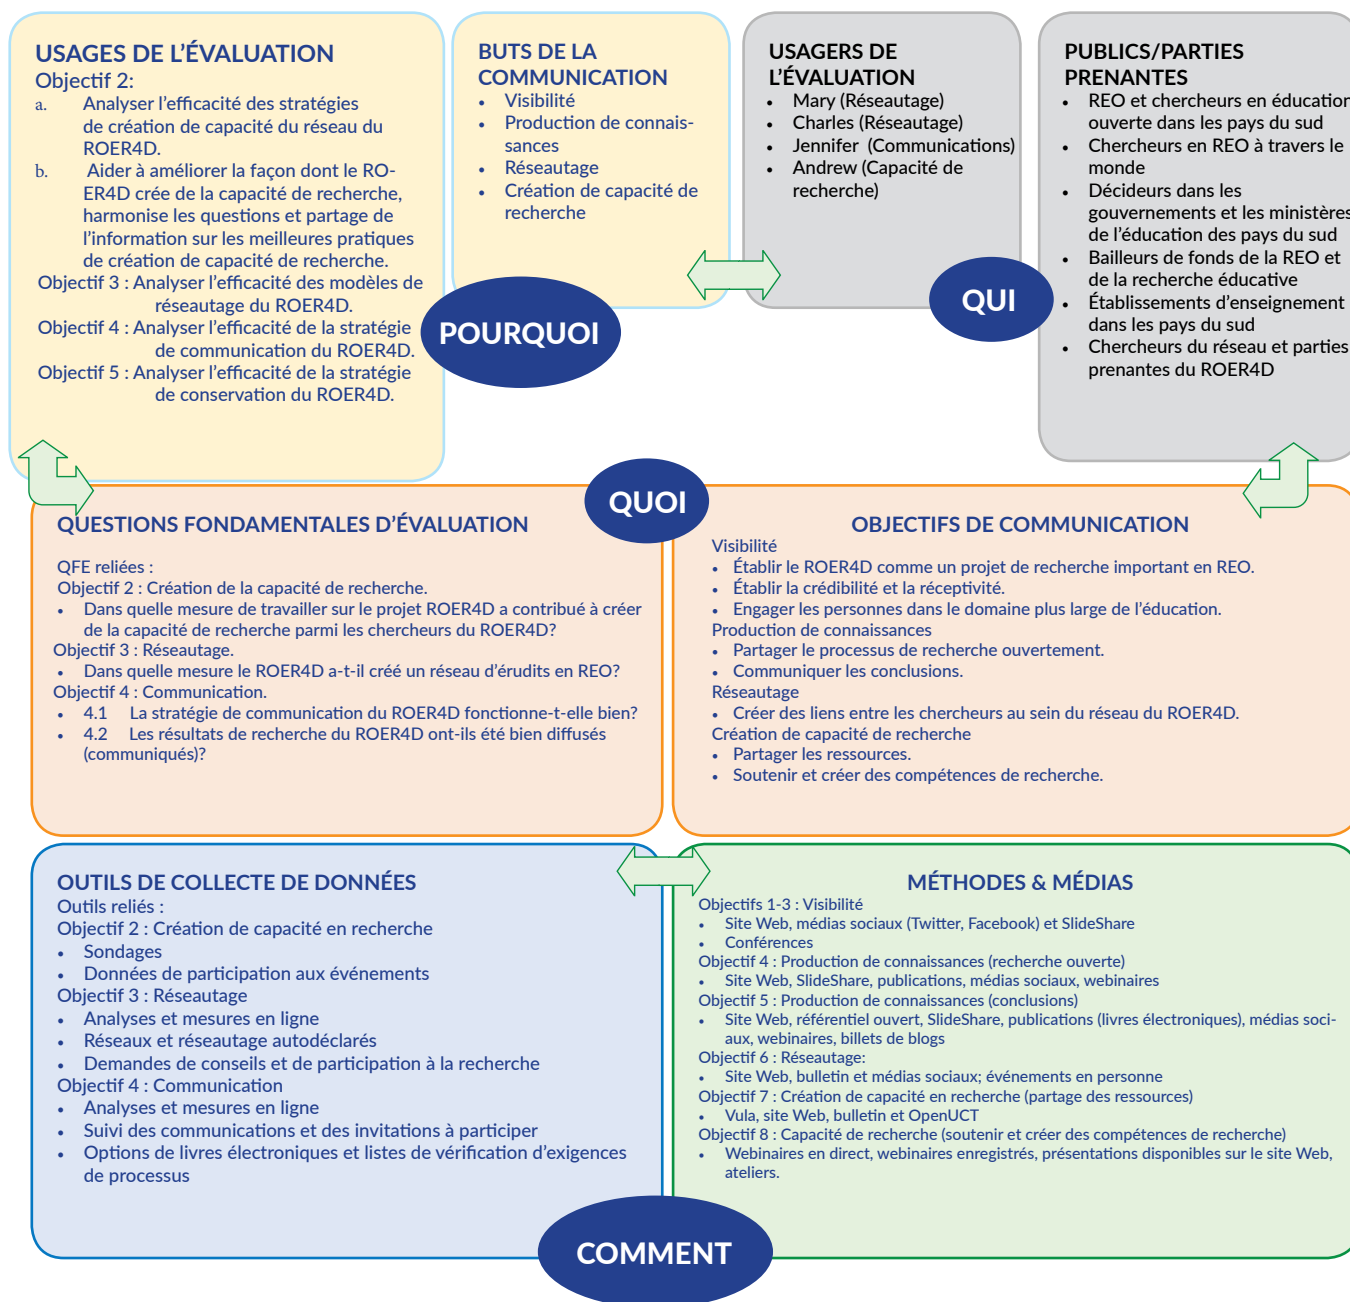 USAGES DE L'ÉVALUATION
Objectif 2:
a. Analyser l'efficacité des stratégies
de création de capacité du réseau du
ROER4D.
b. Aider à améliorer la façon dont le RO-
ER4D crée de la capacité de recherche,
harmonise les questions et partage de
l'information sur les meilleures pratiques
de création de capacité de recherche.
Objectif 3 : Analyser l'efficacité des modèles de
réseautage du ROER4D.
Objectif 4 : Analyser l'efficacité de la stratégie
de communication du ROER4D.
Objectif 5 : Analyser l'efficacité de la stratégie
de conservation du ROER4D.
BUTS DE LA
COMMUNICATION
• Visibilité
• Production de connais-
sances
• Réseautage
• Création de capacité de
recherche
POURQUOI
USAGERS DE
L'ÉVALUATION
• Mary (Réseautage)
• Charles (Réseautage)
• Jennifer (Communications)
• Andrew (Capacité de
recherche)
QUI
PUBLICS/PARTIES
PRENANTES
• REO et chercheurs en éducation
ouverte dans les pays du sud
• Chercheurs en REO à travers le
monde
• Décideurs dans les
gouvernements et les ministères
de l'éducation des pays du sud
• Bailleurs de fonds de la REO et
de la recherche éducative
• Établissements d'enseignement
dans les pays du sud
• Chercheurs du réseau et parties
prenantes du ROER4D
QUOI
QUESTIONS FONDAMENTALES D'ÉVALUATION
QFE reliées :
Objectif 2 : Création de la capacité de recherche.
• Dans quelle mesure de travailler sur le projet ROER4D a contribué à créer
de la capacité de recherche parmi les chercheurs du ROER4D?
Objectif 3 : Réseautage.
• Dans quelle mesure le ROER4D a-t-il créé un réseau d'érudits en REO?
Objectif 4 : Communication.
• 4.1 La stratégie de communication du ROER4D fonctionne-t-elle bien?
• 4.2 Les résultats de recherche du ROER4D ont-ils été bien diffusés
(communiqués)?
OBJECTIFS DE COMMUNICATION
Visibilité
• Établir le ROER4D comme un projet de recherche important en REO.
• Établir la crédibilité et la réceptivité.
• Engager les personnes dans le domaine plus large de l'éducation.
Production de connaissances
• Partager le processus de recherche ouvertement.
• Communiquer les conclusions.
Réseautage
• Créer des liens entre les chercheurs au sein du réseau du ROER4D.
Création de capacité de recherche
• Partager les ressources.
• Soutenir et créer des compétences de recherche.
OUTILS DE COLLECTE DE DONNÉES
Outils reliés :
Objectif 2 : Création de capacité en recherche
• Sondages
• Données de participation aux événements
Objectif 3 : Réseautage
• Analyses et mesures en ligne
• Réseaux et réseautage autodéclarés
• Demandes de conseils et de participation à la recherche
Objectif 4 : Communication
• Analyses et mesures en ligne
• Suivi des communications et des invitations à participer
• Options de livres électroniques et listes de vérification d'exigences
de processus
MÉTHODES & MÉDIAS
Objectifs 1-3 : Visibilité
• Site Web, médias sociaux (Twitter, Facebook) et SlideShare
• Conférences
Objectif 4 : Production de connaissances (recherche ouverte)
• Site Web, SlideShare, publications, médias sociaux, webinaires
Objectif 5 : Production de connaissances (conclusions)
• Site Web, référentiel ouvert, SlideShare, publications (livres électroniques), médias soci-
aux, webinaires, billets de blogs
Objectif 6 : Réseautage:
• Site Web, bulletin et médias sociaux; événements en personne
Objectif 7 : Création de capacité en recherche (partage des ressources)
• Vula, site Web, bulletin et OpenUCT
Objectif 8 : Capacité de recherche (soutenir et créer des compétences de recherche)
• Webinaires en direct, webinaires enregistrés, présentations disponibles sur le site Web,
ateliers.
COMMENT